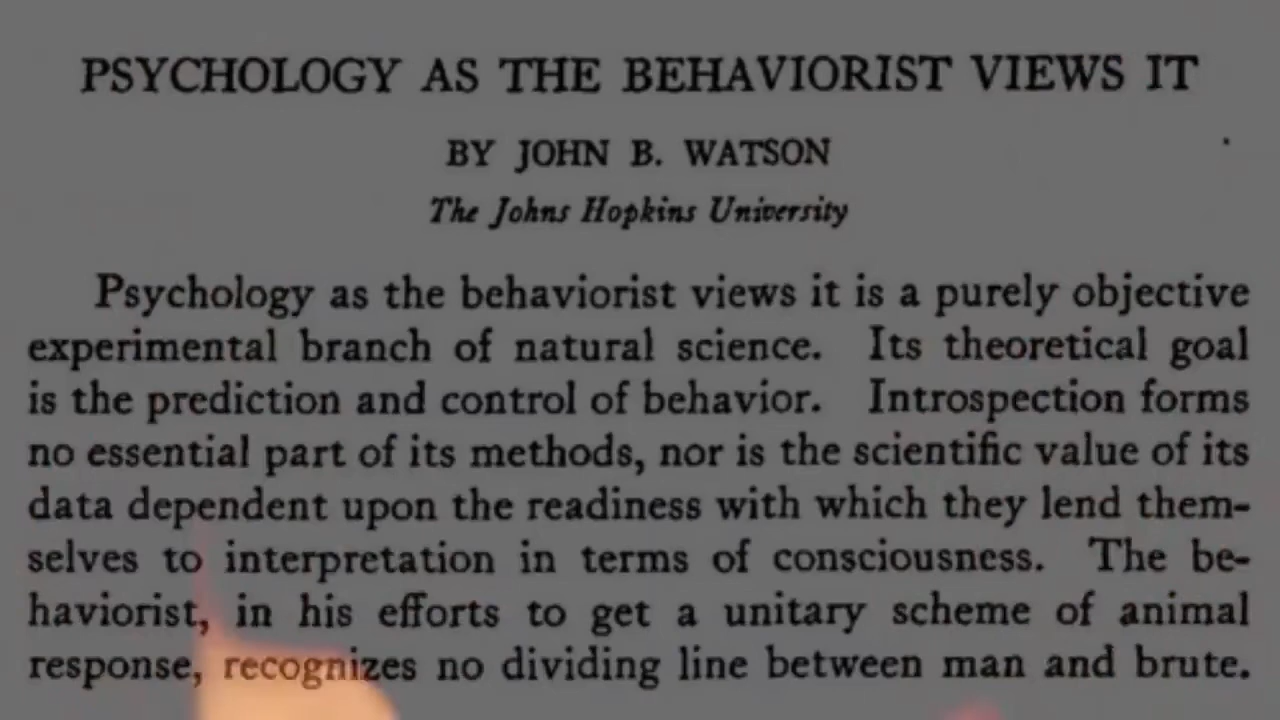 PSYCHOLOGY AS THE BEHAVIORIST VIEWS IT
BY JOHN B. WATSON
The Johns Hopkins University
Psychology as the behaviorist views it is a purely objective
experimental branch of natural science. Its theoretical goal
is the prediction and control of behavior. Introspection forms
no essential part of its methods, nor is the scientific value of its
data dependent upon the readiness with which they lend them-
selves to interpretation in terms of consciousness. The be-
haviorist, in his efforts to get a unitary scheme of animal
response, recognizes no dividing line between man and brute.